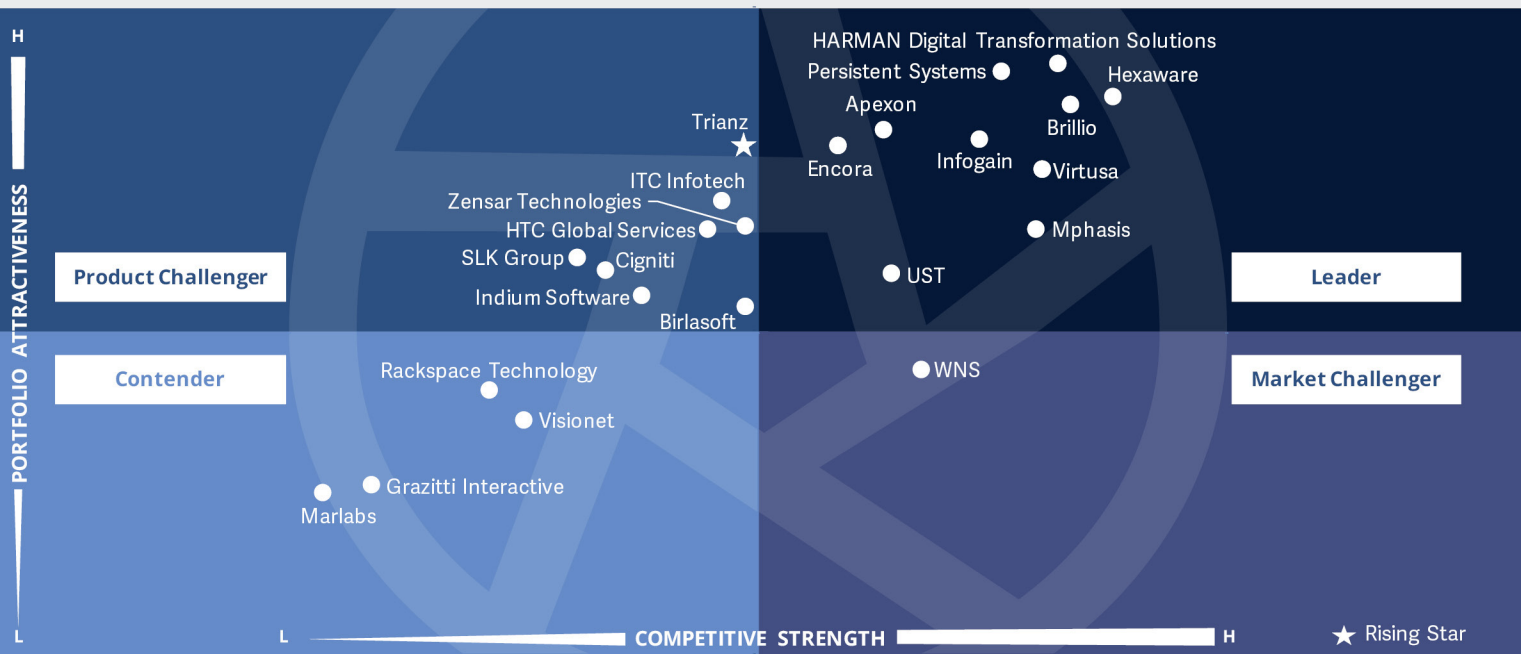 H
HARMAN Digital Transformation Solutions
Persistent Systems
Hexaware
Apexon
Trianz
Brillio
Encora
Infogain
Virtusa
ITC Infotech
Zensar Technologies
HTC Global Services
Mphasis
SLK Group
Cigniti
Product Challenger
UST
Leader
Indium Software
Birlasoft
PORTFOLIO ATTRACTIVENESS
Contender
Rackspace Technology
WNS
Market Challenger
Visionet
Grazitti Interactive
Marlabs
L
L
COMPETITIVE STRENGTH
H
Rising Star